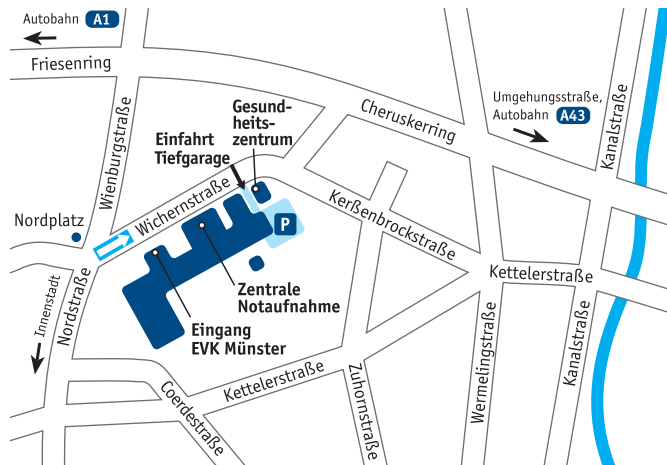 Autobahn A1
Friesenring
Gesund-
heits-
zentrum
Einfahrt
Tiefgarage
Cheruskerring
Umgehungsstraße,
Autobahn A43
Kanalstraße
Wienburgstraße
Wichernstraße
Nordplatz
P
Kerßenbrockstraße
Kettelerstraße
Innenstadt
Nordstraße
Zentrale
Notaufnahme
Eingang
EVK Münster
Kettelerstraße
Coerdestraße
Zuhornstraße
Wermelingstraße
Kanalstraße